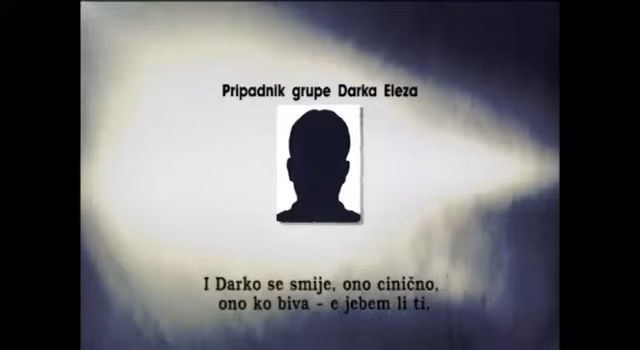 Pripadnik grupe Darka Eleza
I Darko se smije, ono cinično,
ono ko biva - e jebem li ti,